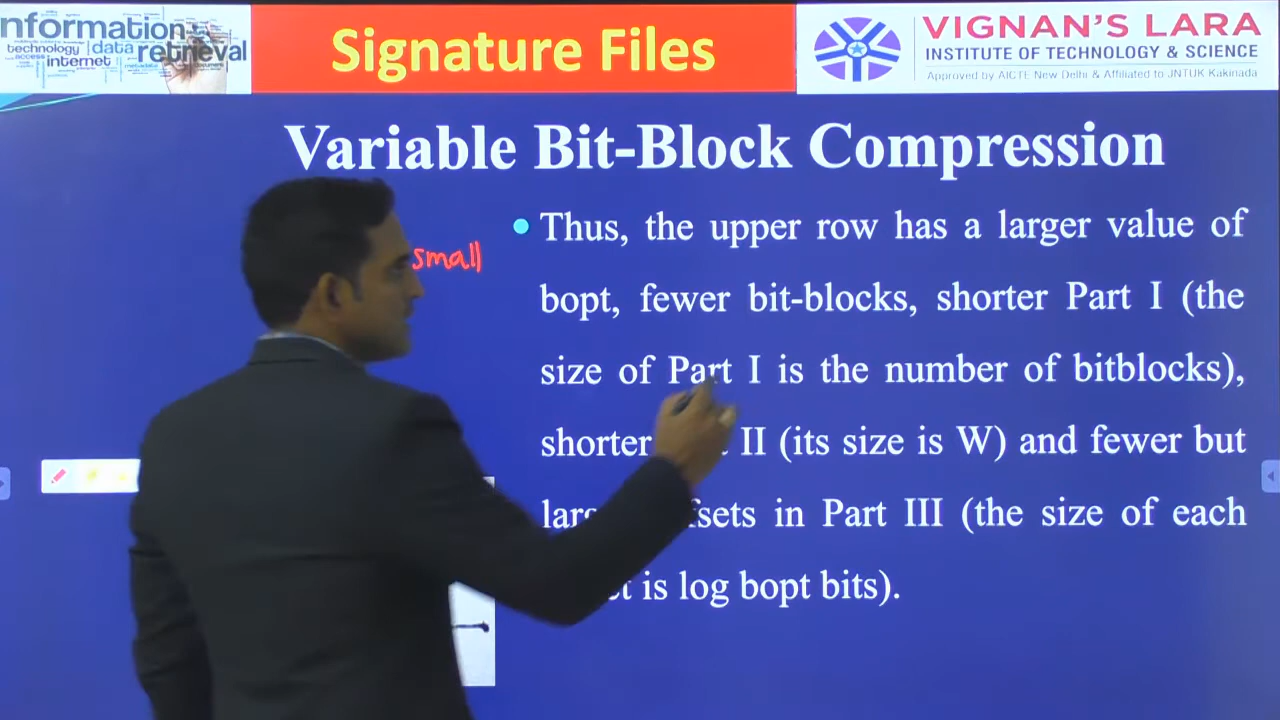 nformation
technology data retrieval
access internet
Signature Files
VIGNAN'S LARA
INSTITUTE OF TECHNOLOGY & SCIENCE
Approved by AICTE New Delhi & Affiliated to JNTUK Kakinada
Variable Bit-Block Compression
small
Thus, the upper row has a larger value of
bopt, fewer bit-blocks, shorter Part I (the
size of Part I is the number of bitblocks),
shorter II (its size is W) and fewer but
in Part III (the size of each
is log bopt bits).